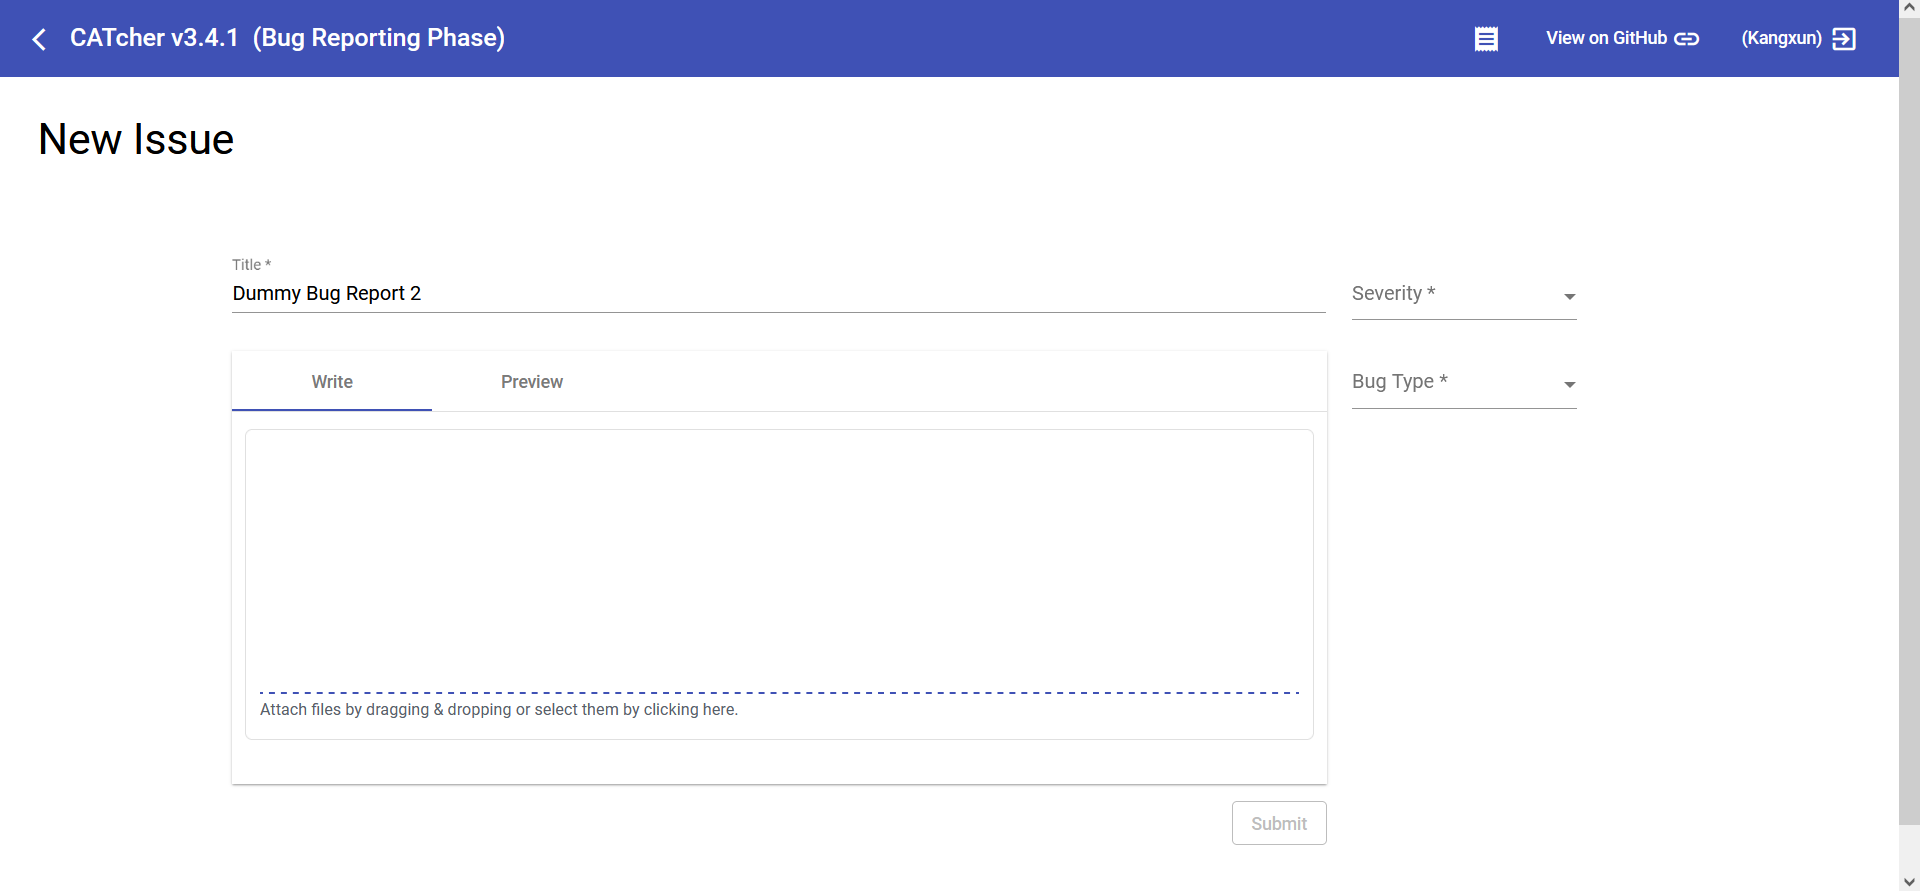 CATcher v3.4.1 (Bug Reporting Phase)
View on GitHub
(Kangxun)
New Issue
Title *
Dummy Bug Report 2
Severity *
Write
Preview
Bug Type *
Attach files by dragging & dropping or select them by clicking here.
Submit